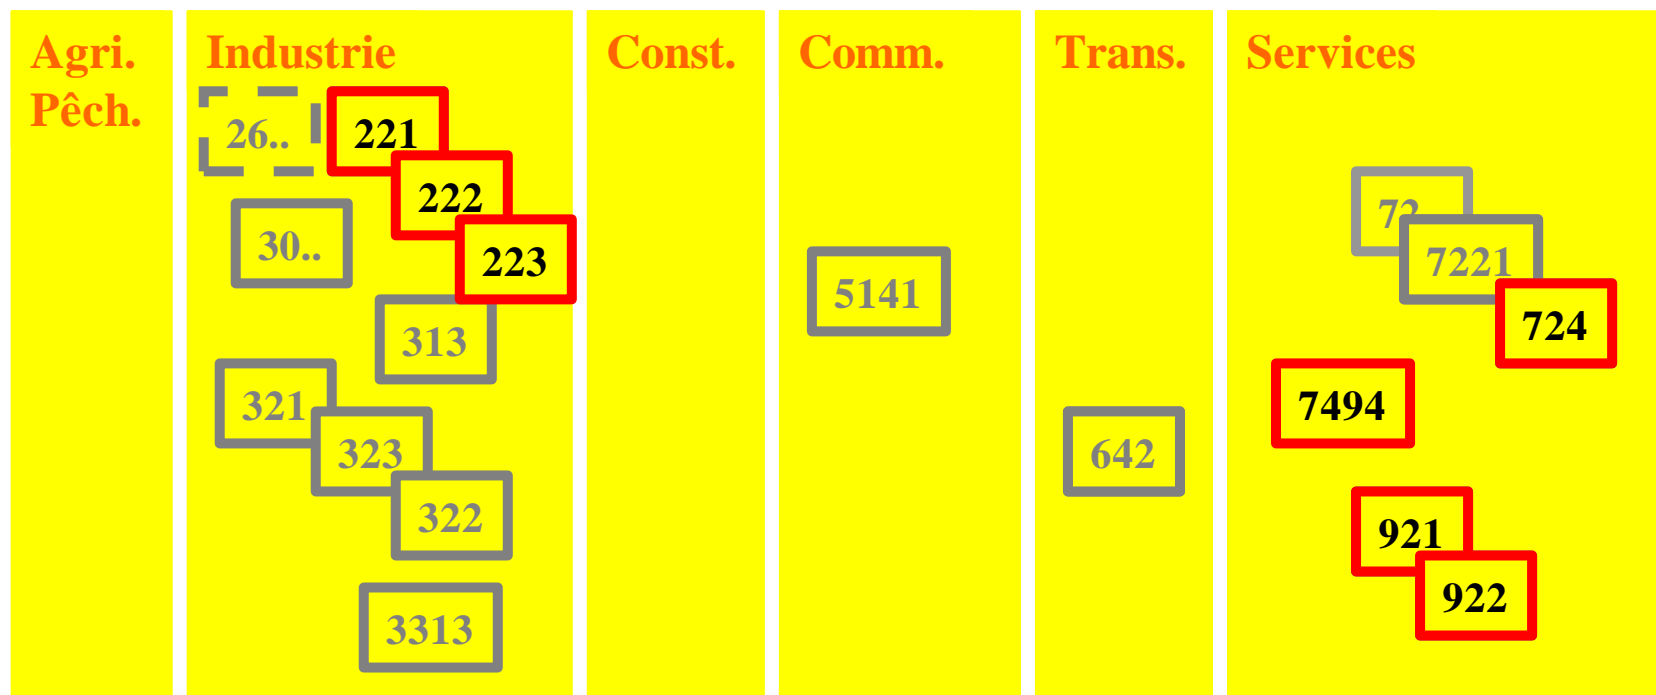 Agri.
Pêch.
Industrie
26..
221
222
30..
223
313
321
323
322
3313
Const.
Comm.
5141
Trans.
642
Services
72
7221
724
7494
921
922